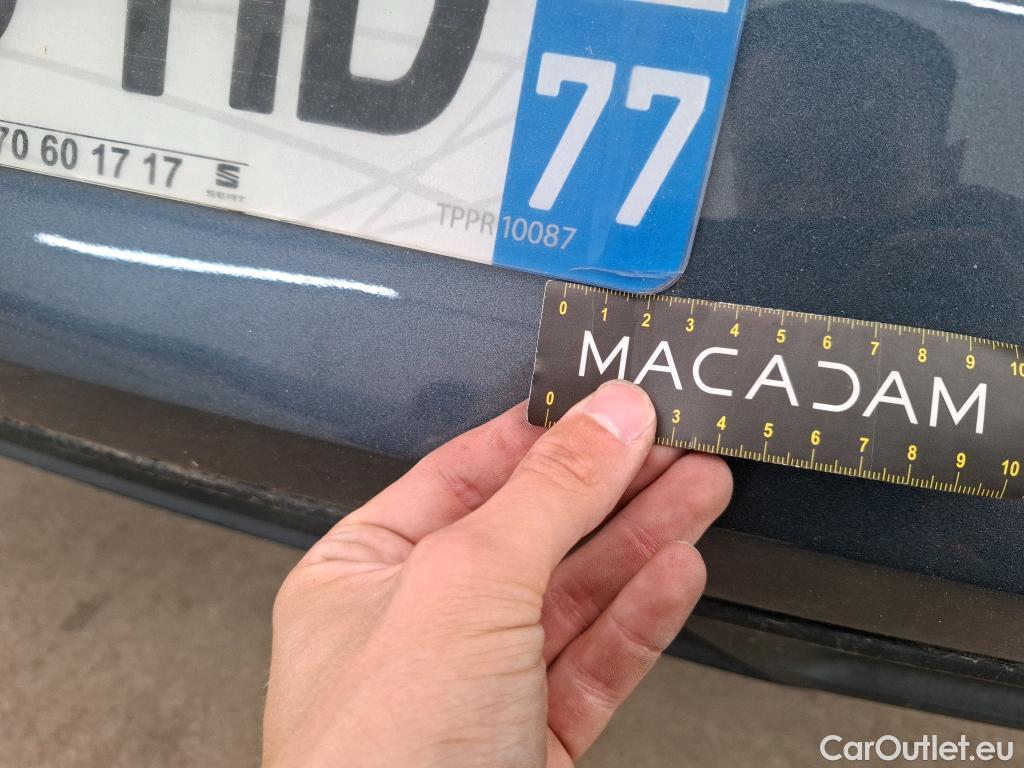 HD
77
70 60 17 17 SEAT
TPPR 10087
0 1 2 3 4 5 6 7 8 9 10
MACADAM
0 3 4 5 6 7 8 9 10
CarOutlet.eu